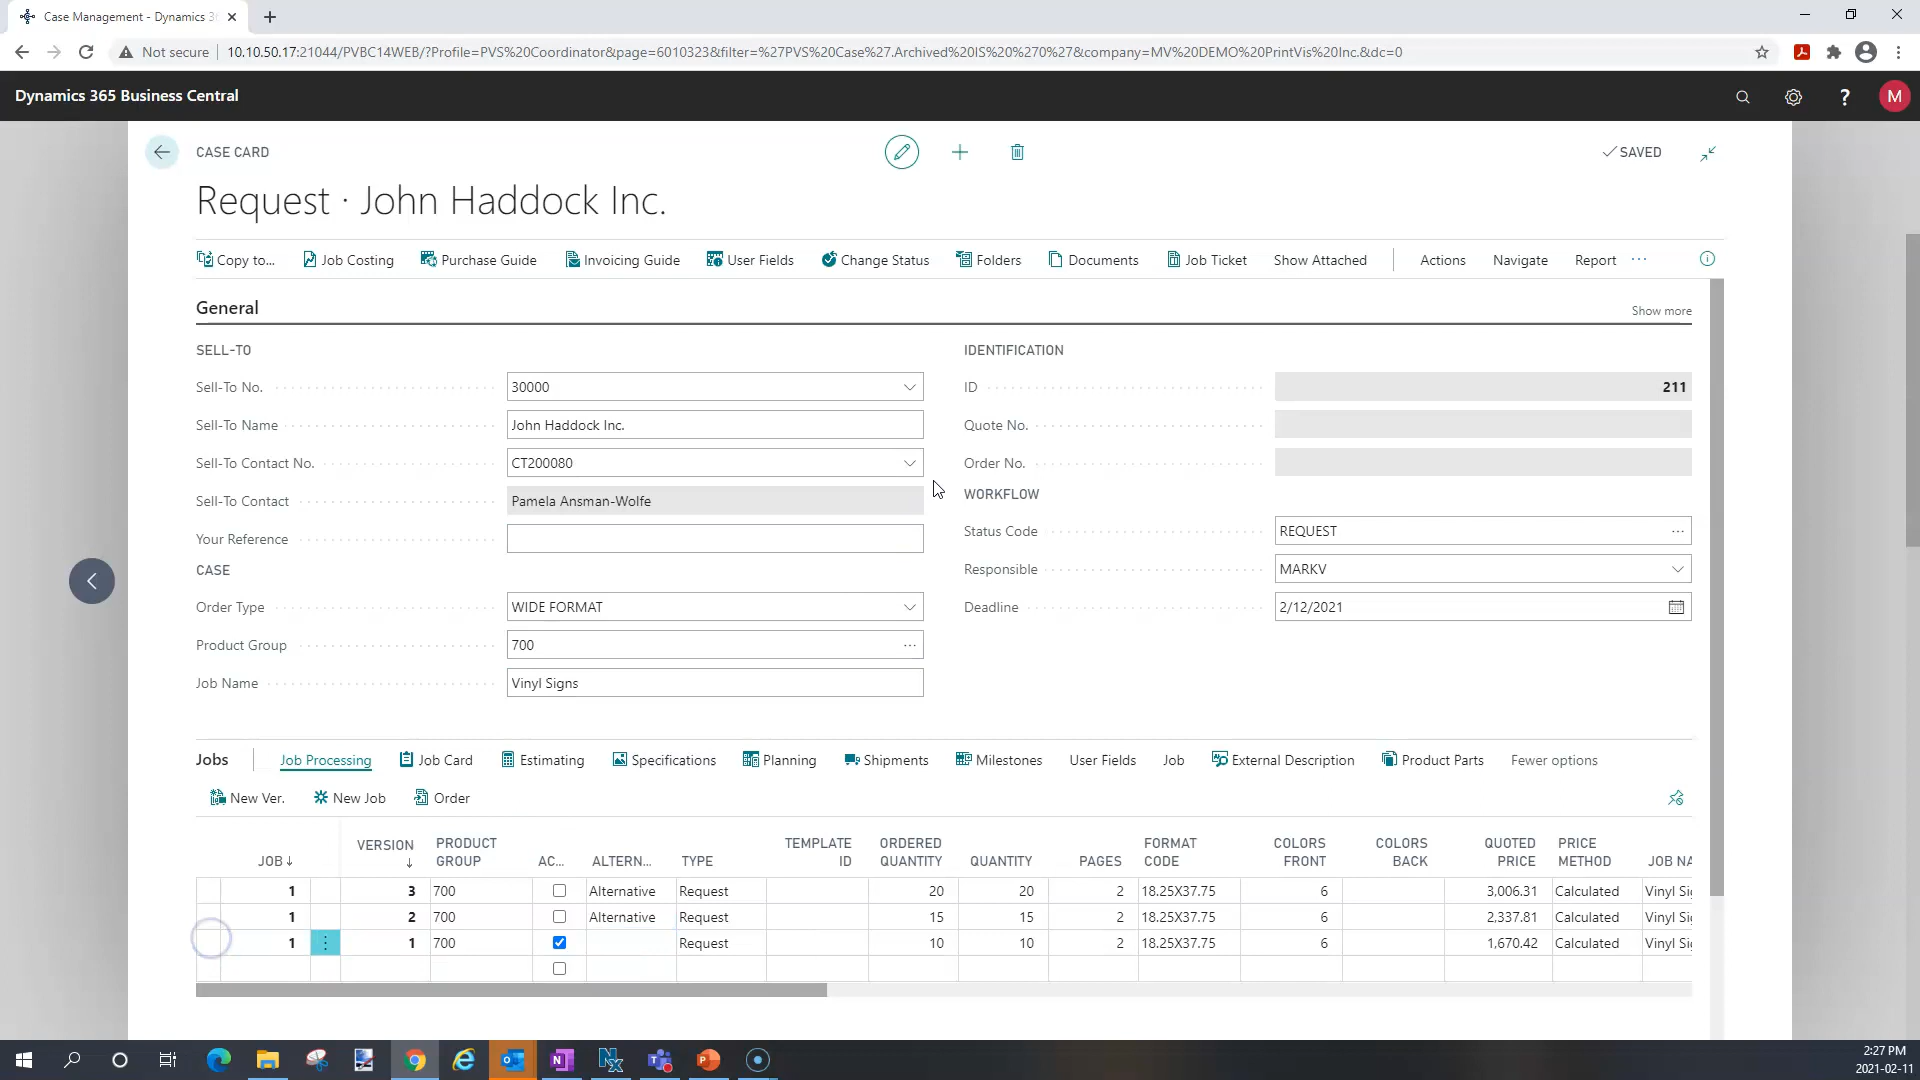 Case Management - Dynamics 3
Not secure 10.10.50.17:21044/PVBC14WEB/?Profile=PVS%20Coordinator&page=6010323&filter=%27PVS%20Case%27.Archived%20IS%20%270%27&company=MV%20DEMO%20PrintVis%20Inc.&dc=0
Dynamics 365 Business Central ? M
CASE CARD SAVED
Request · John Haddock Inc.
Copy to... Job Costing Purchase Guide Invoicing Guide User Fields Change Status Folders Documents Job Ticket Show Attached Actions Navigate Report ···
General Show more
SELL-TO IDENTIFICATION
Sell-To No. 30000 ID 211
Sell-To Name John Haddock Inc. Quote No.
Sell-To Contact No. CT200080 Order No.
WORKFLOW
Sell-To Contact Pamela Ansman-Wolfe
Status Code REQUEST ···
Your Reference
CASE Responsible MARKV
Order Type WIDE FORMAT Deadline 2/12/2021
Product Group 700 ···
Job Name Vinyl Signs
Jobs Job Processing Job Card Estimating Specifications Planning Shipments Milestones User Fields Job External Description Product Parts Fewer options
New Ver. New Job Order
JOB↓ VERSION ↓ PRODUCT GROUP AC... ALTERN... TYPE TEMPLATE ID ORDERED QUANTITY QUANTITY PAGES FORMAT CODE COLORS FRONT COLORS BACK QUOTED PRICE PRICE METHOD JOB NA
1 3 700 Alternative Request 20 20 2 18.25X37.75 6 3,006.31 Calculated Vinyl Sig
1 2 700 Alternative Request 15 15 2 18.25X37.75 6 2,337.81 Calculated Vinyl Sig
1 1 700 Request 10 10 2 18.25X37.75 6 1,670.42 Calculated Vinyl Sig
2:27 PM
2021-02-11